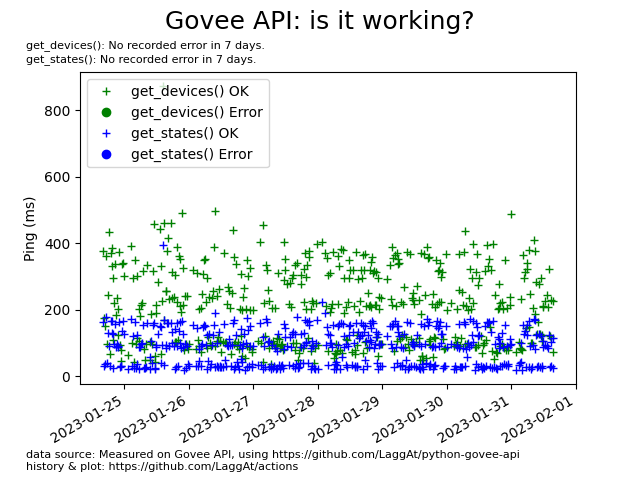 Govee API: is it working?
get_devices(): No recorded error in 7 days.
get_states(): No recorded error in 7 days.
get_devices() OK
get_devices() Error
get_states() OK
get_states() Error
Ping (ms)
800
600
400
200
0
2023-01-25
2023-01-26
2023-01-27
2023-01-28
2023-01-29
2023-01-30
2023-01-31
2023-02-01
data source: Measured on Govee API, using https://github.com/LaggAt/python-govee-api
history & plot: https://github.com/LaggAt/actions